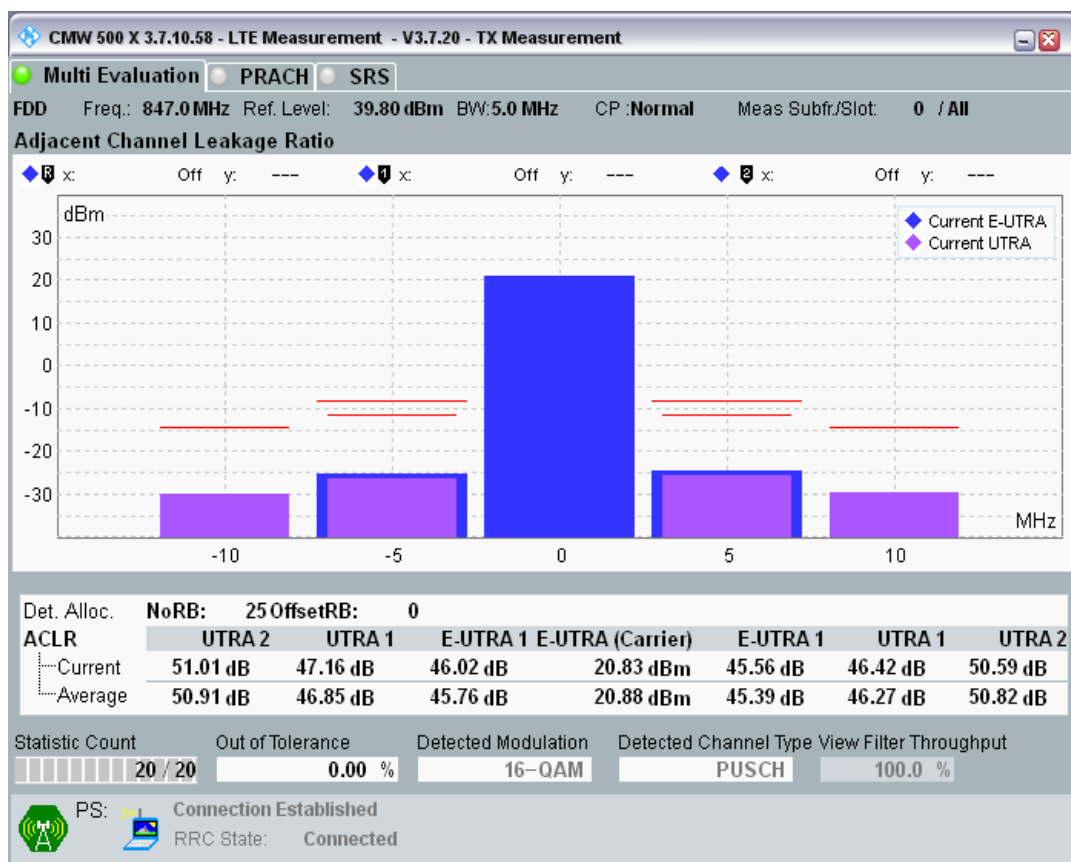 CMW 500 X 3.7.10.58 - LTE Measurement - V3.7.20 - TX Measurement
Multi Evaluation PRACH SRS
FDD Freq.: 847.0 MHz Ref. Level: 39.80 dBm BW:5.0 MHz CP :Normal Meas Subfr./Slot: 0 / All
Adjacent Channel Leakage Ratio
R x: Off y: --- 1 x: Off y: --- 2 x: Off y: ---
dBm
Current E-UTRA
Current UTRA
30
20
10
0
-10
-20
-30
MHz
-10 -5 0 5 10
Det. Alloc. NoRB: 25 OffsetRB: 0
ACLR UTRA 2 UTRA 1 E-UTRA 1 E-UTRA (Carrier) E-UTRA 1 UTRA 1 UTRA 2
Current 51.01 dB 47.16 dB 46.02 dB 20.83 dBm 45.56 dB 46.42 dB 50.59 dB
Average 50.91 dB 46.85 dB 45.76 dB 20.88 dBm 45.39 dB 46.27 dB 50.82 dB
Statistic Count Out of Tolerance Detected Modulation Detected Channel Type View Filter Throughput
20 / 20 0.00 % 16-QAM PUSCH 100.0 %
PS: Connection Established
RRC State: Connected